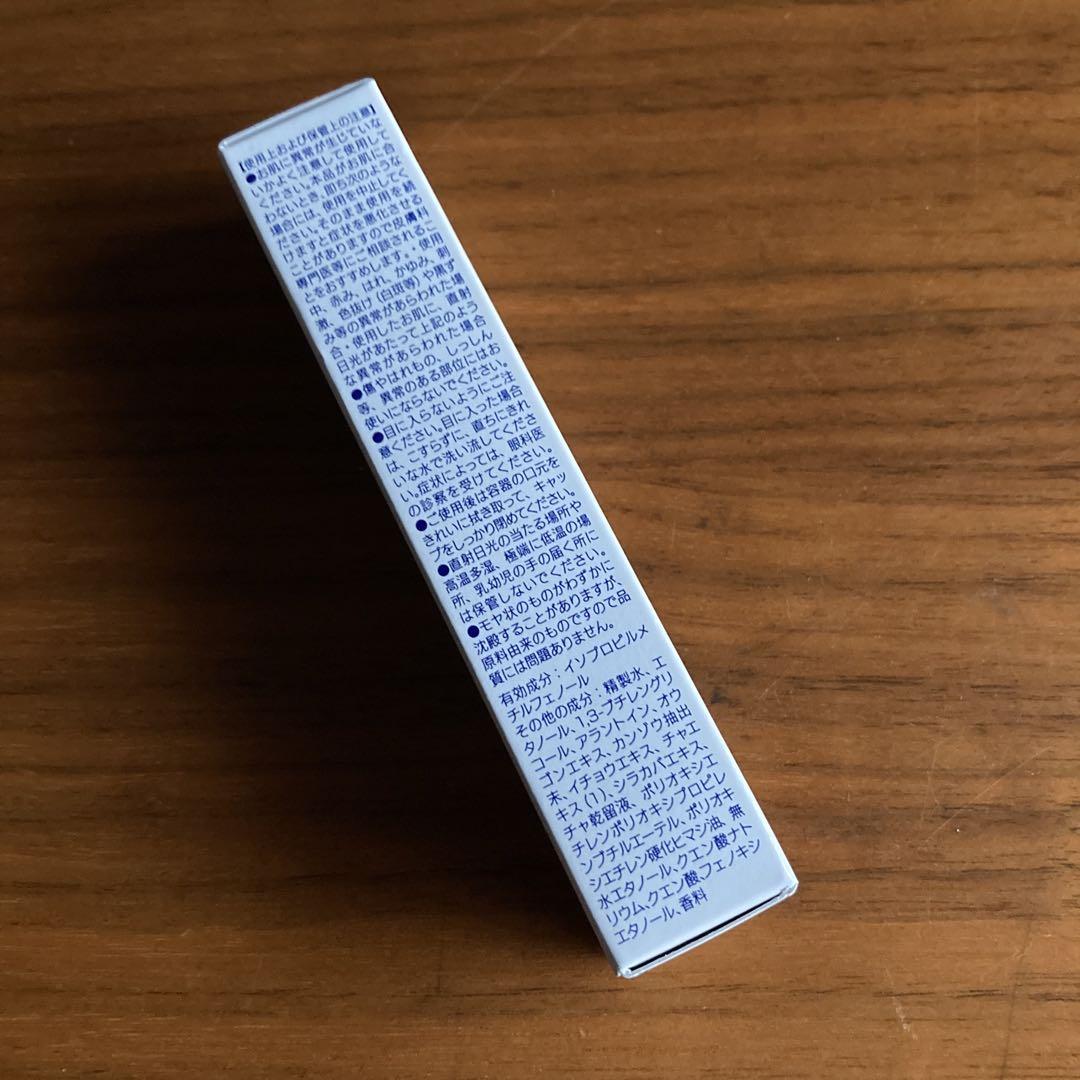 【使用上および保管上の注意】
●お肌に異常が生じていな
いかよく注意して使用して
ください。本品がお肌に合
わないとき、即ち次のような
場合には、使用を中止してく
ださい。そのまま使用を続
けますと症状を悪化させる
ことがありますので皮膚科
専門医等にご相談されるこ
とをおすすめします。・使用
中、赤み、はれ、かゆみ、刺
激、色抜け(白斑等)や黒ず
み等の異常があらわれた場
合・使用したお肌に、直射
日光があたって上記のよう
な異常があらわれた場合
●傷やはれもの、しっしん
等、異常のある部位にはお
使いにならないでください。
●目に入らないようにご注
意ください。目に入った場合
は、こすらず、直ちにきれ
いな水で洗い流してくださ
い。症状によっては、眼科医
の診察を受けてください。
●ご使用後は容器の口元を
きれいに拭き取って、キャッ
プをしっかり閉めてください。
●直射日光の当たる場所や
高温多湿、極端に低温の場
所、乳幼児の手の届く所に
は保管しないでください。
●モヤ状のものがわずかに
沈殿することがありますが、
原料由来のものですので品
質には問題ありません。
有効成分:イソプロピルメ
チルフェノール
その他の成分:精製水、エ
タノール、1,3-ブチレングリ
コール、アラントイン、オウ
ゴンエキス、カンゾウ抽出
末、イチョウエキス、チャエ
キス(1)、シラカバエキス、
チャ乾留液、ポリオキシエ
チレンポリオキシプロピレ
ンブチルエーテル、ポリオキ
シエチレン硬化ヒマシ油、無
水エタノール、クエン酸ナト
リウム、クエン酸、フェノキシ
エタノール、香料